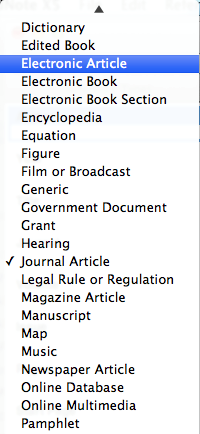 Dictionary
Edited Book
Electronic Article
Electronic Book
Electronic Book Section
Encyclopedia
Equation
Figure
Film or Broadcast
Generic
Government Document
Grant
Hearing
✓ Journal Article
Legal Rule or Regulation
Magazine Article
Manuscript
Map
Music
Newspaper Article
Online Database
Online Multimedia
Pamphlet